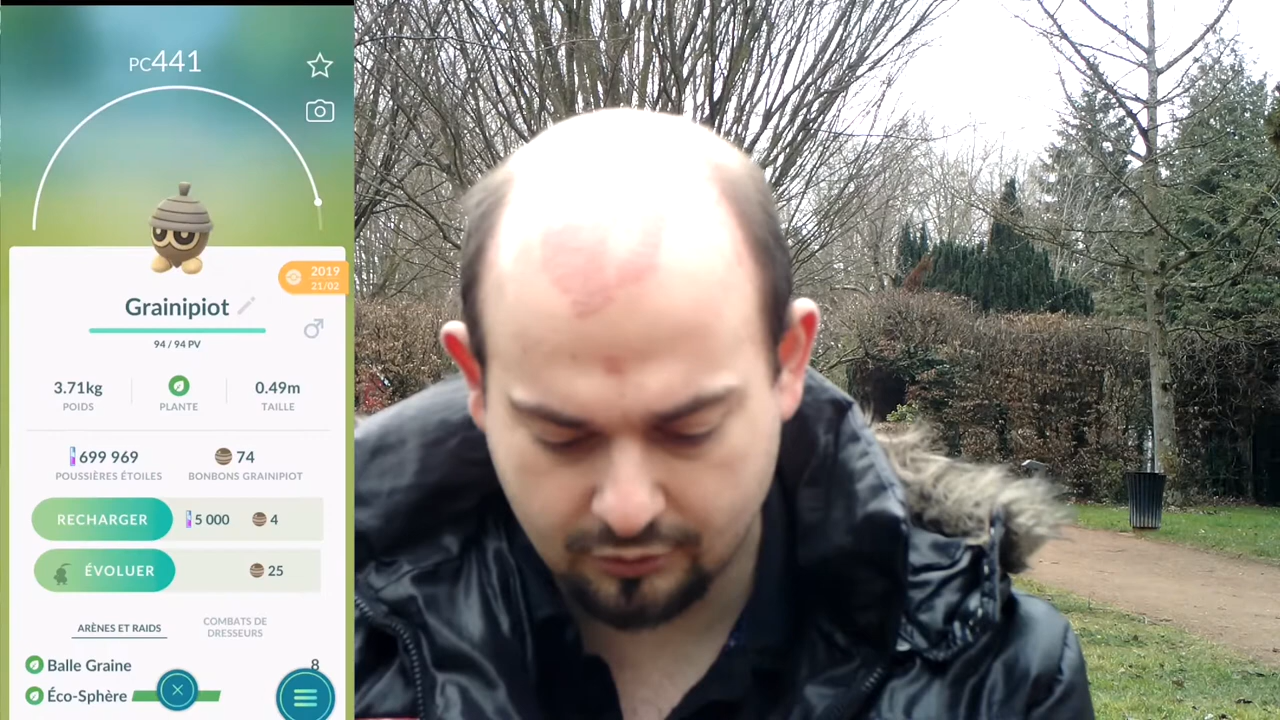 PC441
2019
21/02
Grainipiot
94 / 94 PV
3.71kg
POIDS
PLANTE
0.49m
TAILLE
699 969
POUSSIÈRES ÉTOILES
74
BONBONS GRAINIPIOT
RECHARGER 5 000 4
ÉVOLUER 25
ARÈNES ET RAIDS
COMBATS DE
DRESSEURS
Balle Graine 8
Éco-Sphère